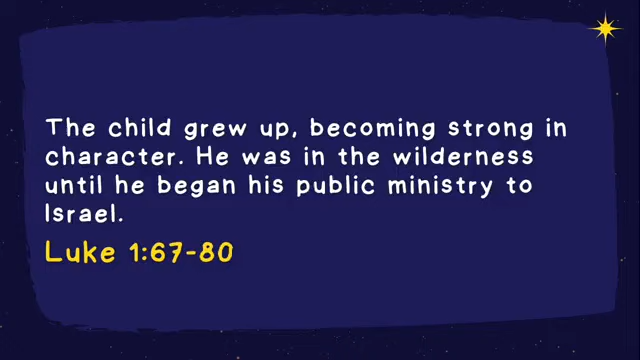 The child grew up, becoming strong in
character. He was in the wilderness
until he began his public ministry to
Israel.
Luke 1:67-80